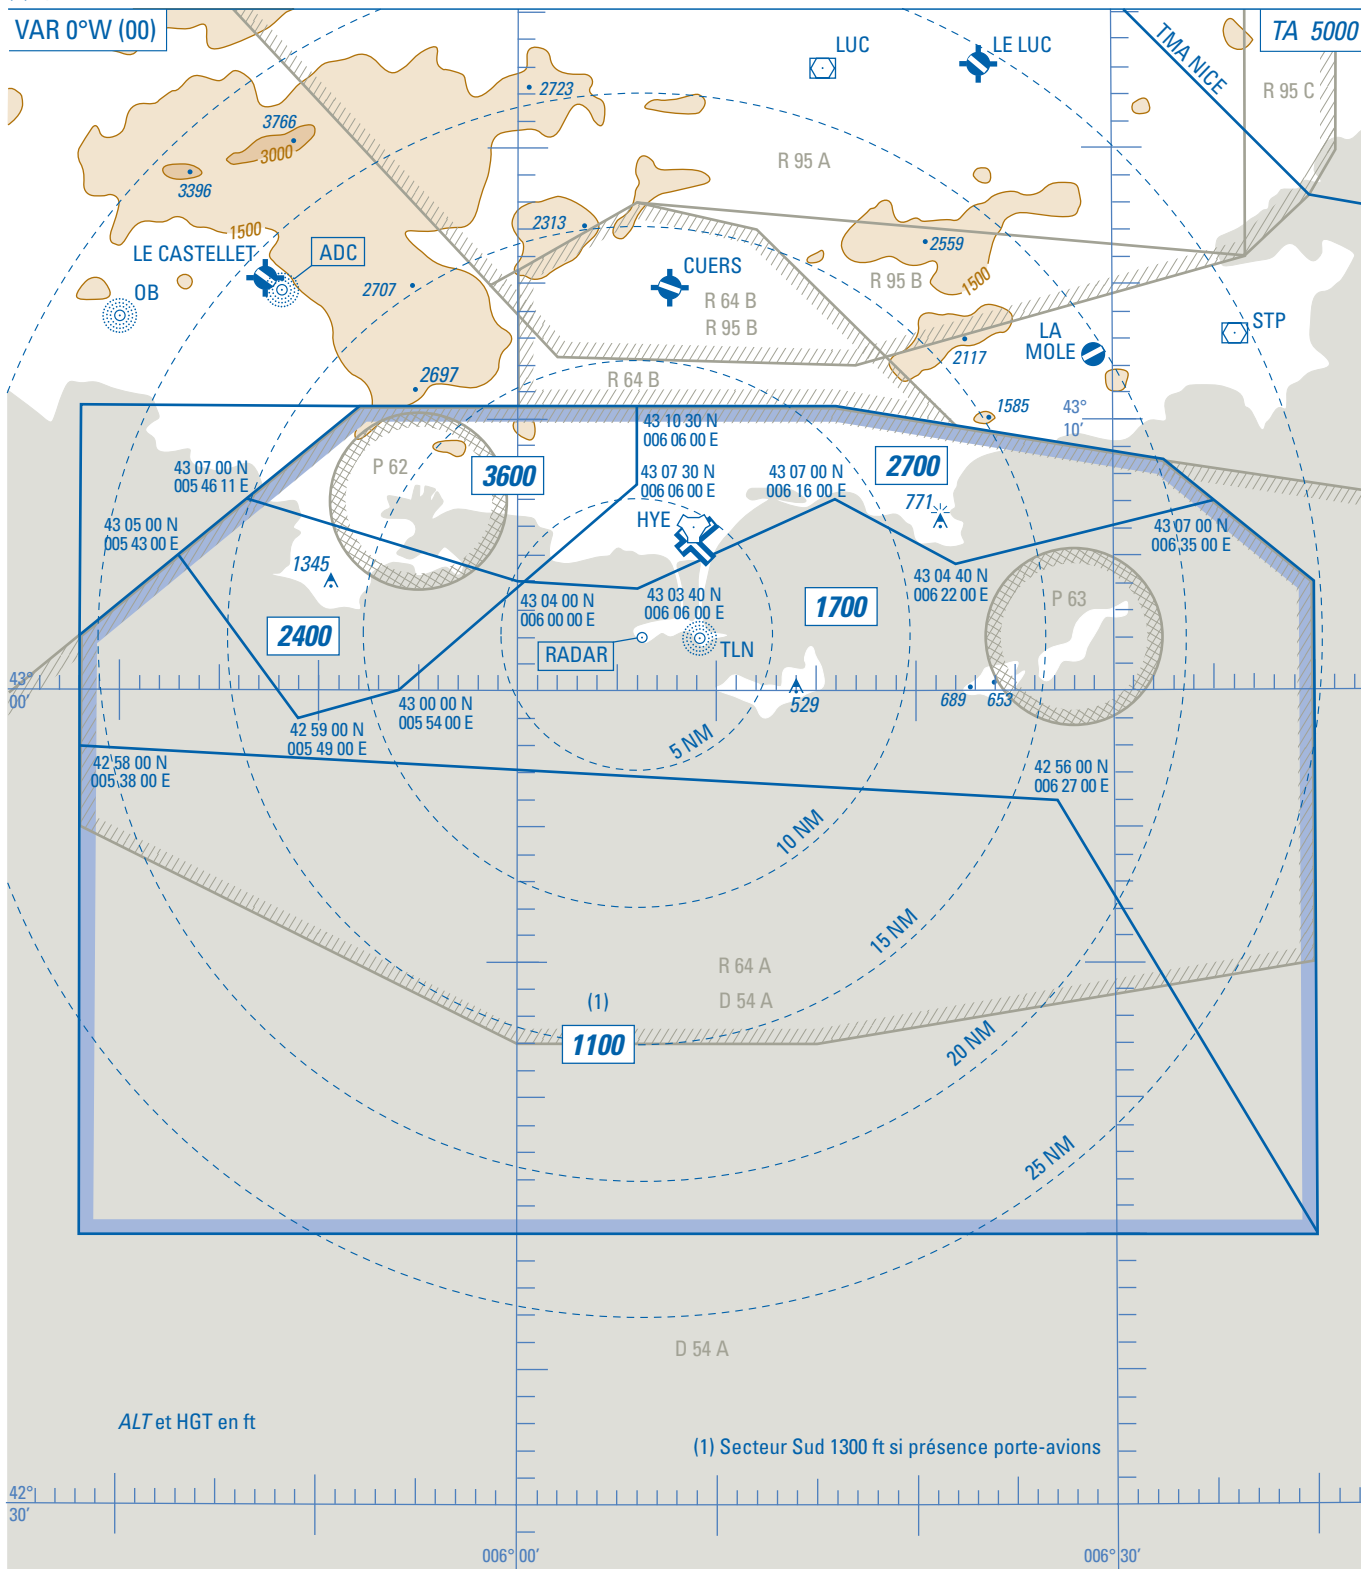 VAR 0°W (00)
LUC
LE LUC
TMA NICE
TA 5000
R 95 C
2723
3766
3000
3396
R 95 A
1500
2313
2559
LE CASTELLET
ADC
CUERS
R 95 B
1500
OB
2707
R 64 B
R 95 B
LA
MOLE
STP
2117
2697
R 64 B
1585
43°
10'
43 10 30 N
006 06 00 E
P 62
3600
2700
43 07 00 N
005 46 11 E
43 07 30 N
006 06 00 E
43 07 00 N
006 16 00 E
771
43 05 00 N
005 43 00 E
HYE
43 07 00 N
006 35 00 E
1345
43 04 40 N
006 22 00 E
43 04 00 N
006 00 00 E
43 03 40 N
006 06 00 E
1700
P 63
2400
RADAR
TLN
43°
00'
43 00 00 N
005 54 00 E
529
689
653
42 59 00 N
005 49 00 E
5 NM
42 58 00 N
005 38 00 E
42 56 00 N
006 27 00 E
10 NM
15 NM
R 64 A
D 54 A
(1)
1100
20 NM
25 NM
D 54 A
ALT et HGT en ft
(1) Secteur Sud 1300 ft si présence porte-avions
42°
30'
006° 00'
006° 30'